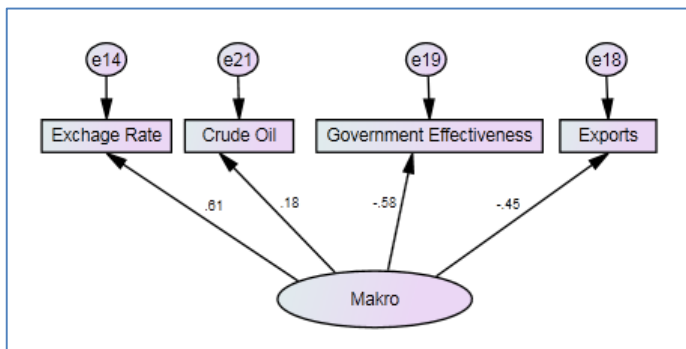 e14 e21 e19 e18
Exchage Rate Crude Oil Government Effectiveness Exports
.61 .18 -.58 -.45
Makro